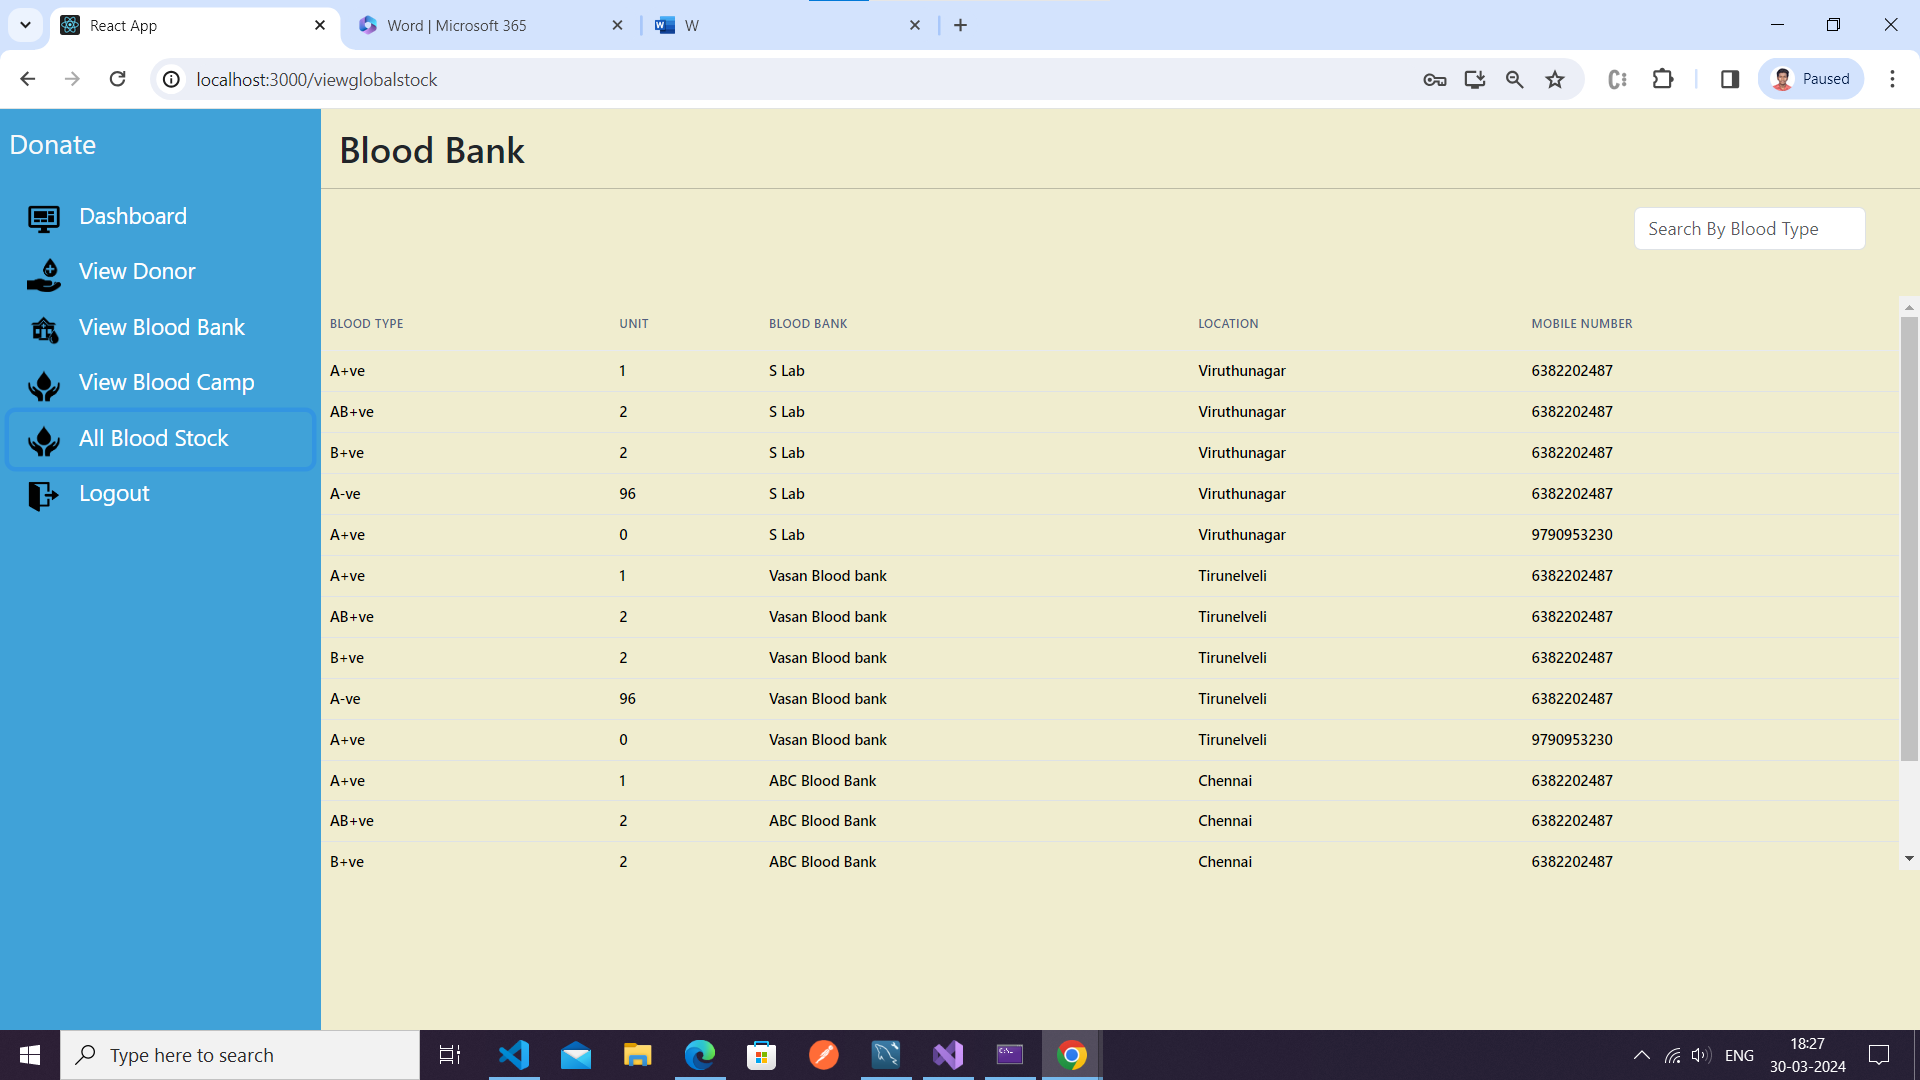 React App
Word | Microsoft 365
W
localhost:3000/viewglobalstock
Paused
Donate
Dashboard
View Donor
View Blood Bank
View Blood Camp
All Blood Stock
Logout
Blood Bank
Search By Blood Type
BLOOD TYPE UNIT BLOOD BANK LOCATION MOBILE NUMBER
A+ve 1 S Lab Viruthunagar 6382202487
AB+ve 2 S Lab Viruthunagar 6382202487
B+ve 2 S Lab Viruthunagar 6382202487
A-ve 96 S Lab Viruthunagar 6382202487
A+ve 0 S Lab Viruthunagar 9790953230
A+ve 1 Vasan Blood bank Tirunelveli 6382202487
AB+ve 2 Vasan Blood bank Tirunelveli 6382202487
B+ve 2 Vasan Blood bank Tirunelveli 6382202487
A-ve 96 Vasan Blood bank Tirunelveli 6382202487
A+ve 0 Vasan Blood bank Tirunelveli 9790953230
A+ve 1 ABC Blood Bank Chennai 6382202487
AB+ve 2 ABC Blood Bank Chennai 6382202487
B+ve 2 ABC Blood Bank Chennai 6382202487
Type here to search
ENG
18:27
30-03-2024